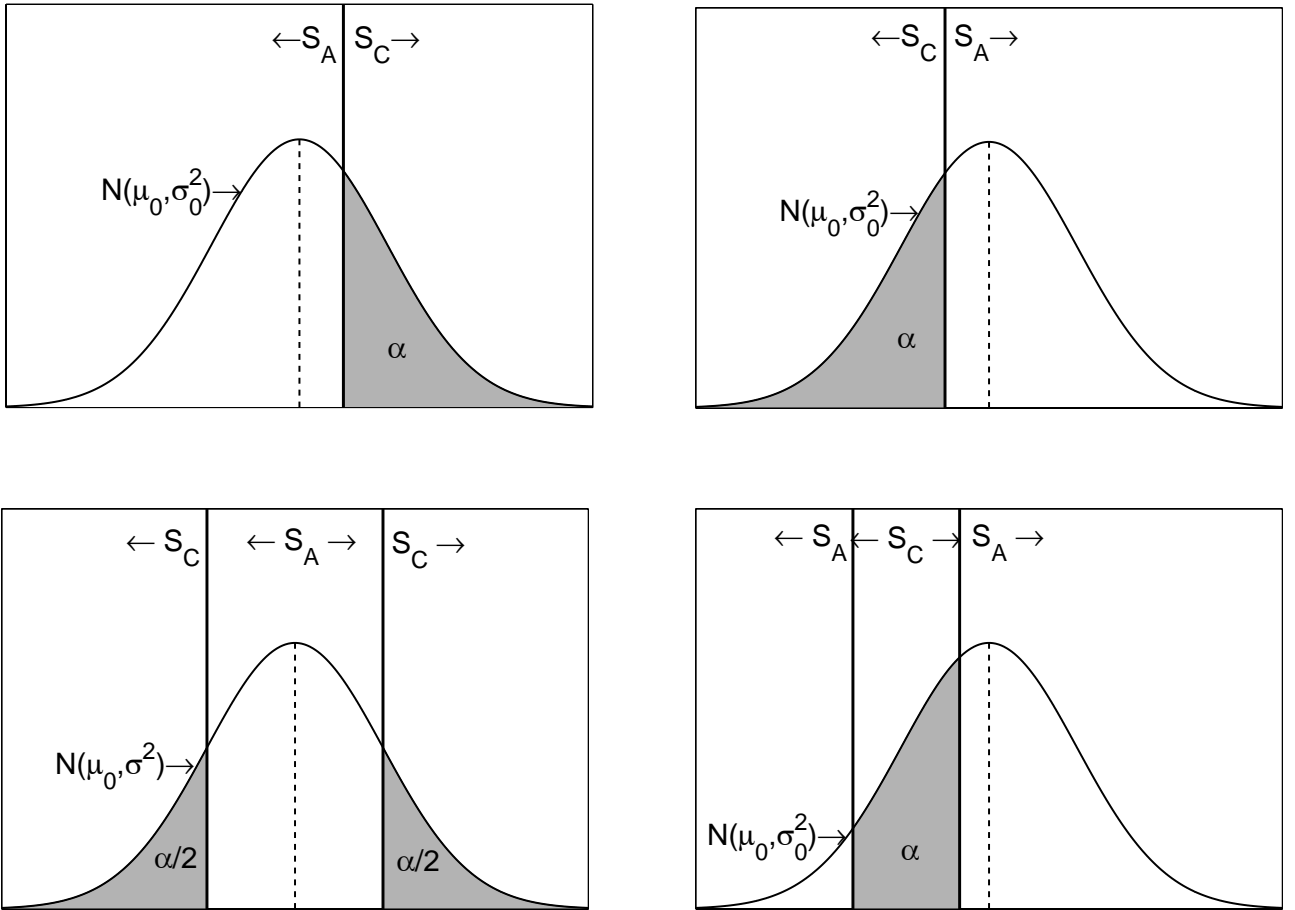 ←S_A S_C→
N(μ_0,σ_0^2)→
α
←S_C S_A→
N(μ_0,σ_0^2)→
α
← S_C ← S_A → S_C →
N(μ_0,σ^2)→
α/2 α/2
← S_A ← S_C → S_A →
N(μ_0,σ_0^2)→
α